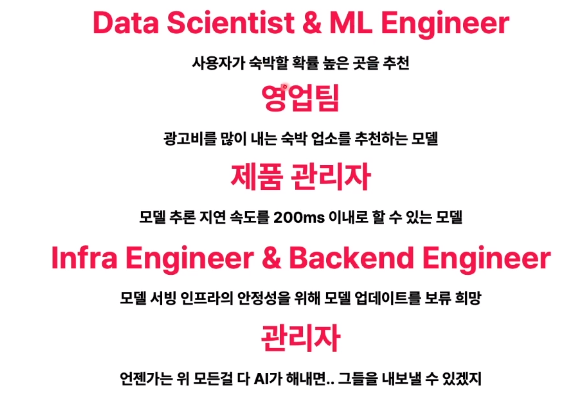 Data Scientist & ML Engineer
사용자가 숙박할 확률 높은 곳을 추천
영업팀
광고비를 많이 내는 숙박 업소를 추천하는 모델
제품 관리자
모델 추론 지연 속도를 200ms 이내로 할 수 있는 모델
Infra Engineer & Backend Engineer
모델 서빙 인프라의 안정성을 위해 모델 업데이트를 보류 희망
관리자
언젠가는 위 모든걸 다 AI가 해내면.. 그들을 내보낼 수 있겠지